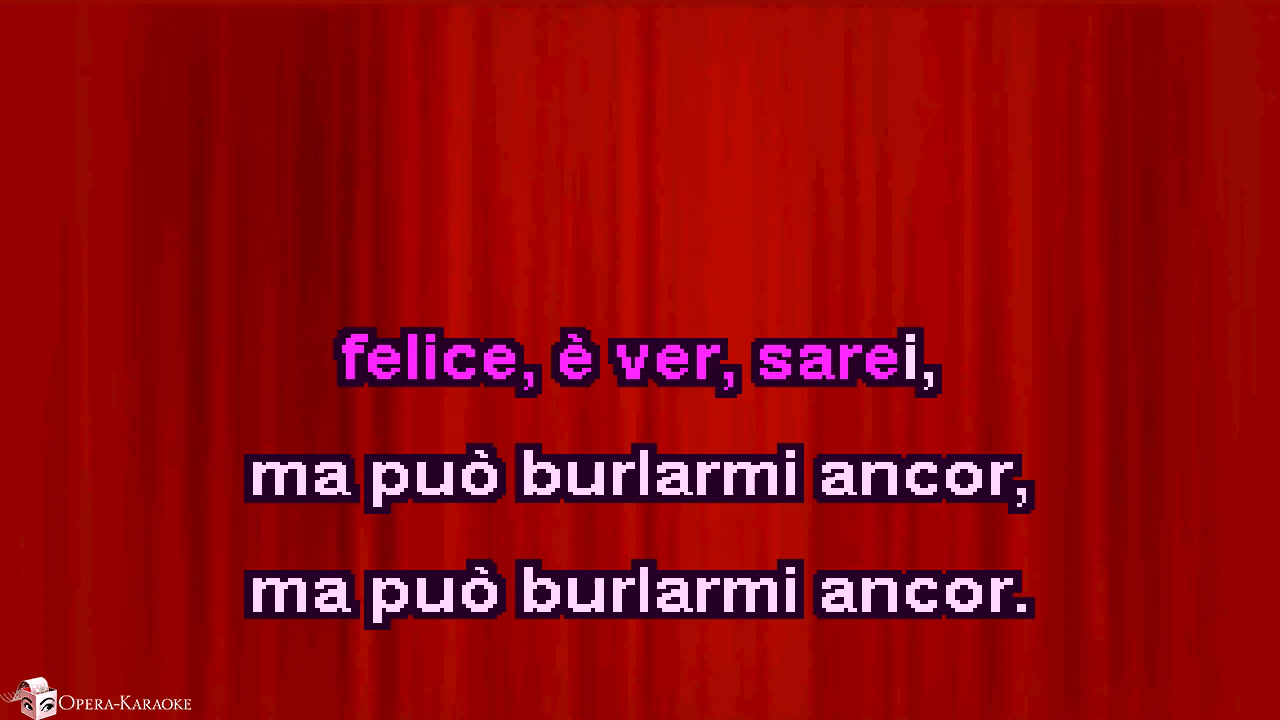 felice, è ver, sarei,
ma può burlarmi ancor,
ma può burlarmi ancor.
OPERA-KARAOKE